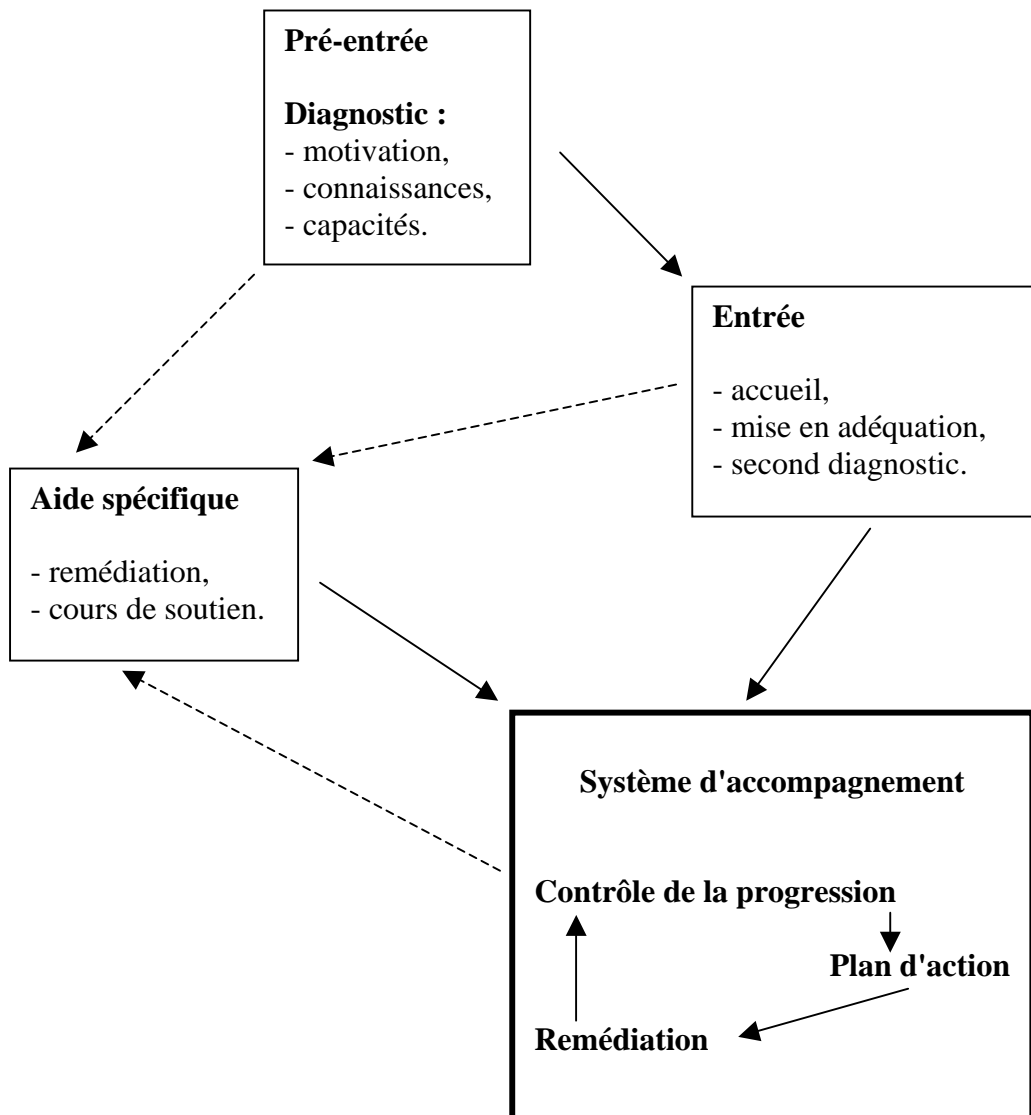 Pré-entrée
Diagnostic :
- motivation,
- connaissances,
- capacités.
Entrée
- accueil,
- mise en adéquation,
- second diagnostic.
Aide spécifique
- remédiation,
- cours de soutien.
Système d'accompagnement
Contrôle de la progression
Plan d'action
Remédiation